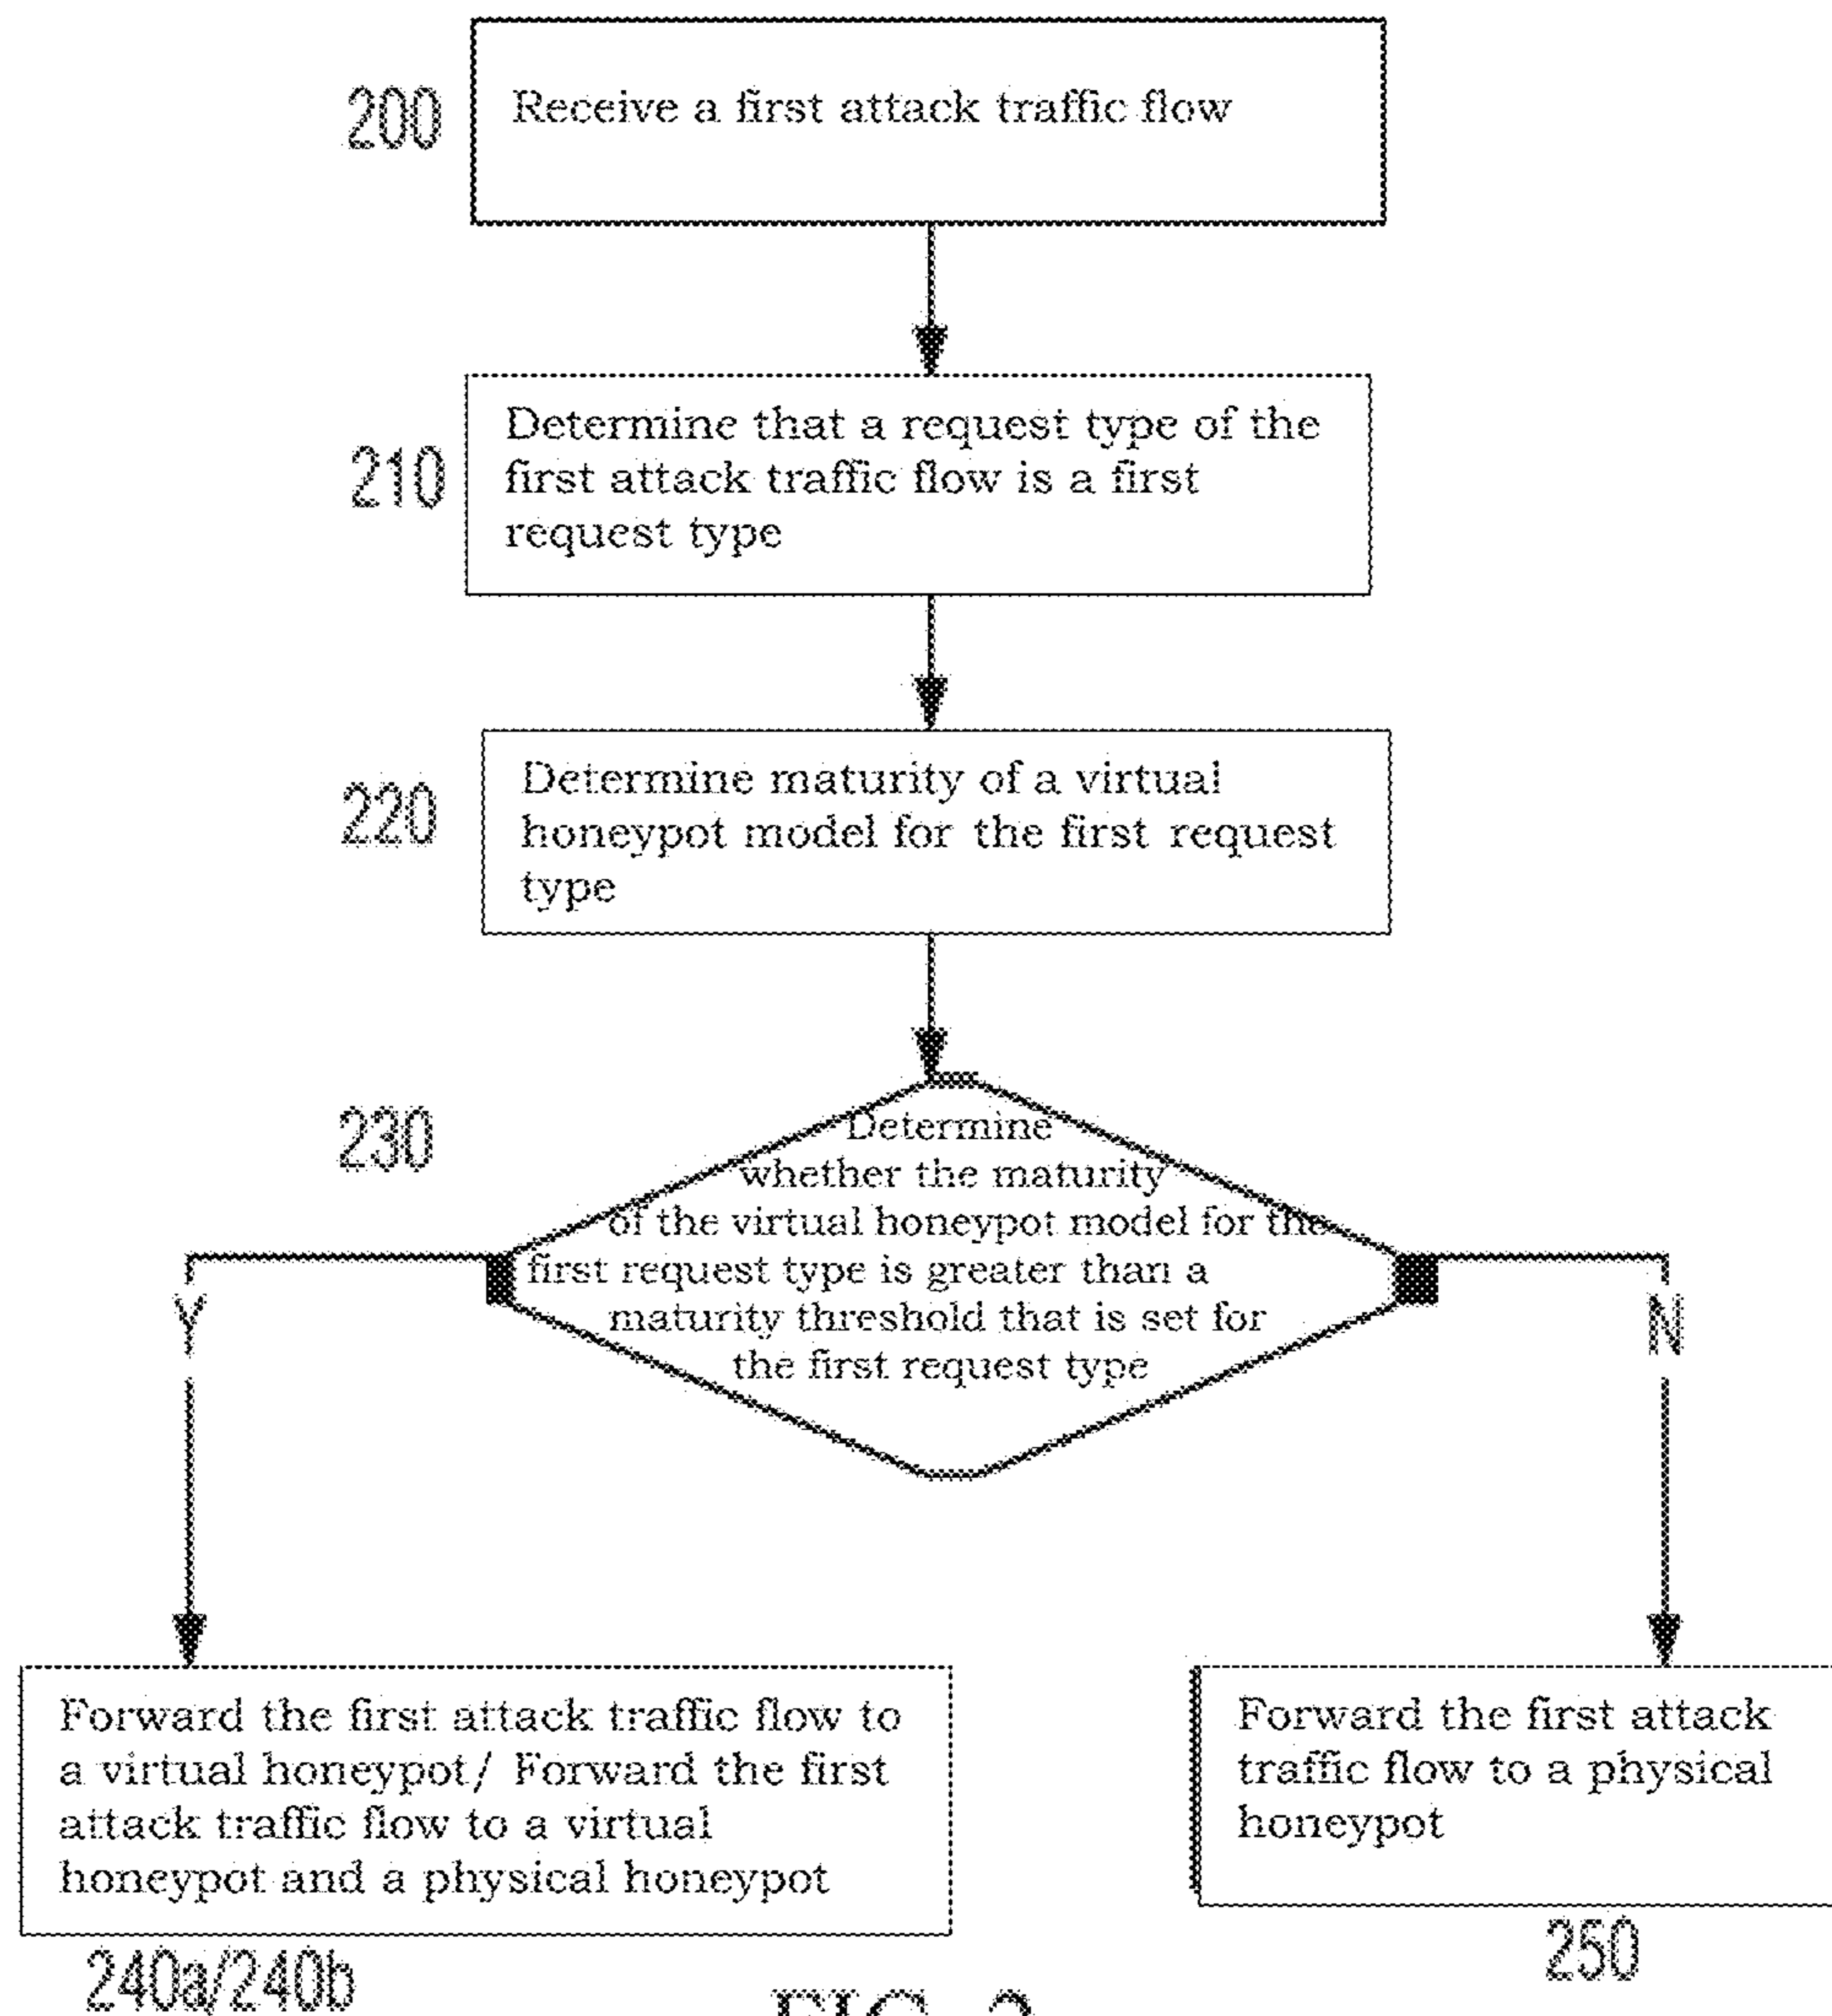 200
Receive a first attack traffic flow
210
Determine that a request type of the
first attack traffic flow is a first
request type
220
Determine maturity of a virtual
honeypot model for the first request
type
230
Determine
whether the maturity
of the virtual honeypot model for the
first request type is greater than a
maturity threshold that is set for
the first request type
Y
N
Forward the first attack traffic flow to
a virtual honeypot/ Forward the first
attack traffic flow to a virtual
honeypot and a physical honeypot
240a/240b
Forward the first attack
traffic flow to a physical
honeypot
250
FIG. 2